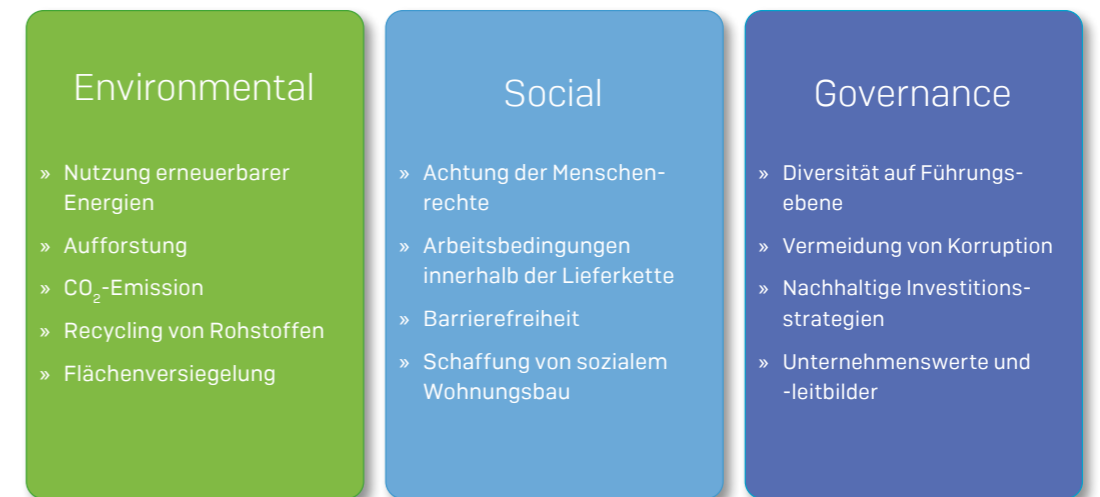 Environmental
» Nutzung erneuerbarer
Energien
» Aufforstung
» CO₂-Emission
» Recycling von Rohstoffen
» Flächenversiegelung
Social
» Achtung der Menschen-
rechte
» Arbeitsbedingungen
innerhalb der Lieferkette
» Barrierefreiheit
» Schaffung von sozialem
Wohnungsbau
Governance
» Diversität auf Führungs-
ebene
» Vermeidung von Korruption
» Nachhaltige Investitions-
strategien
» Unternehmenswerte und
-leitbilder